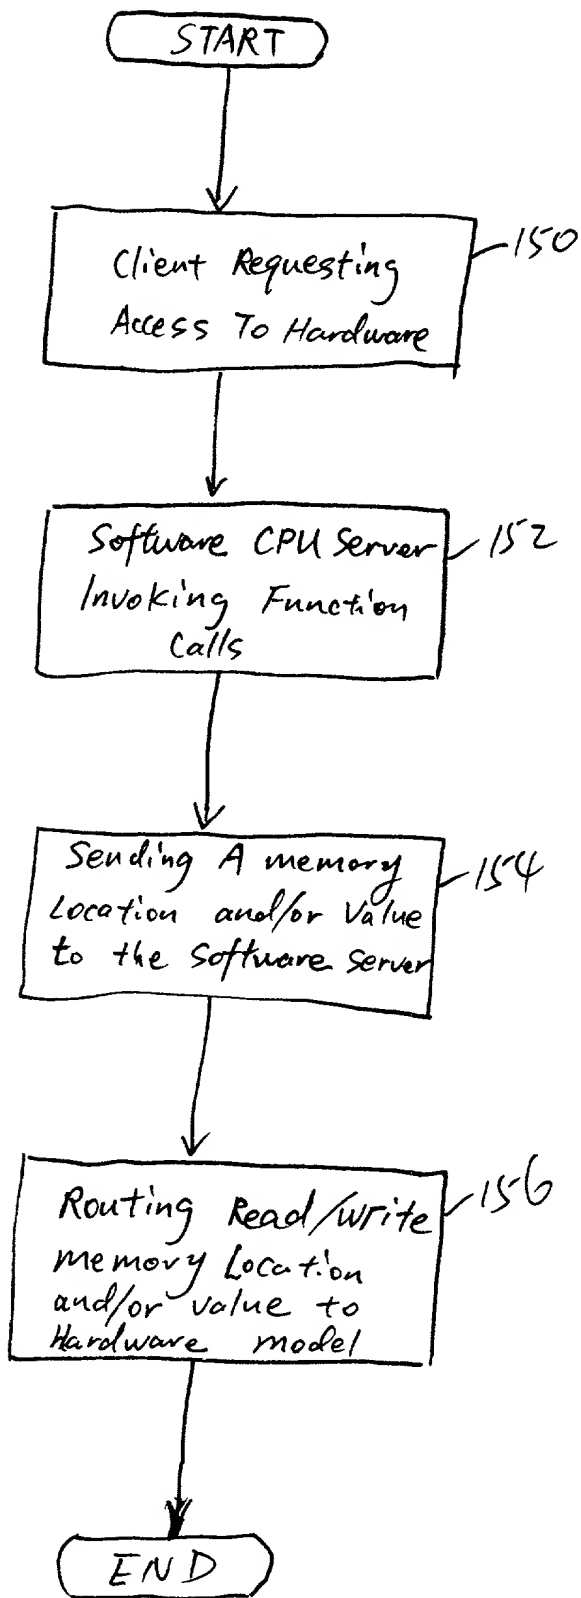 START
Client Requesting
Access To Hardware
150
Software CPU Server
Invoking Function
Calls
152
Sending A memory
Location and/or Value
to the Software Server
154
Routing Read/Write
memory Location
and/or value to
Hardware model
156
END